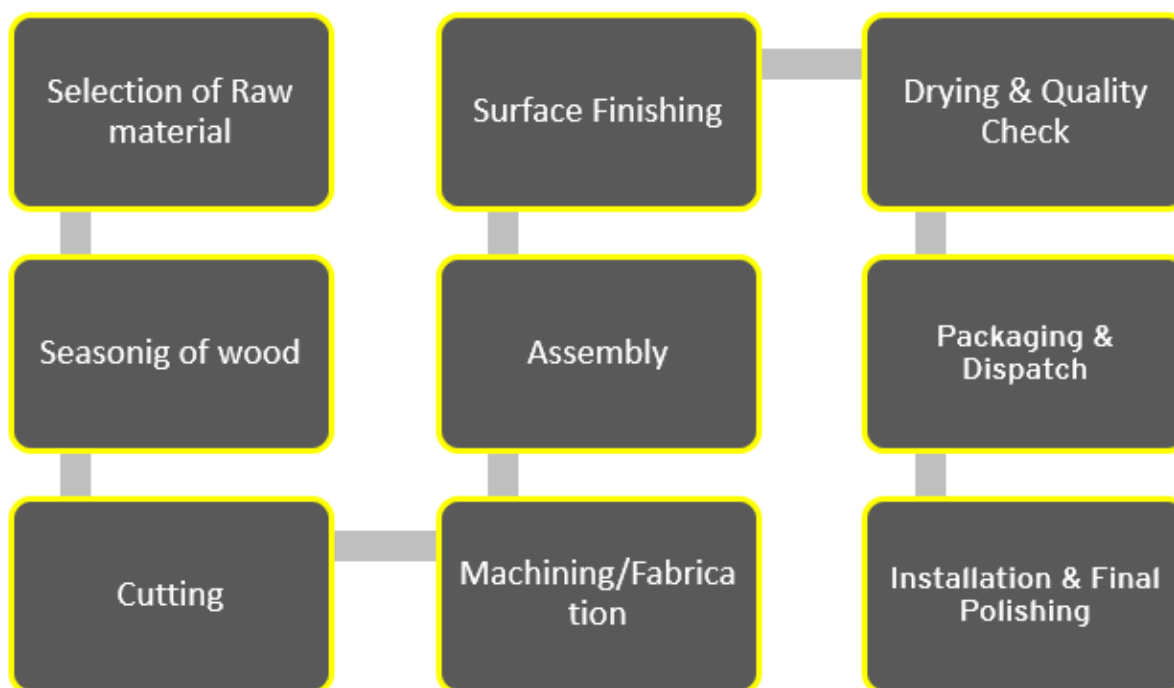 Selection of Raw
material
Seasonig of wood
Cutting
Machining/Fabrica
tion
Assembly
Surface Finishing
Drying & Quality
Check
Packaging &
Dispatch
Installation & Final
Polishing